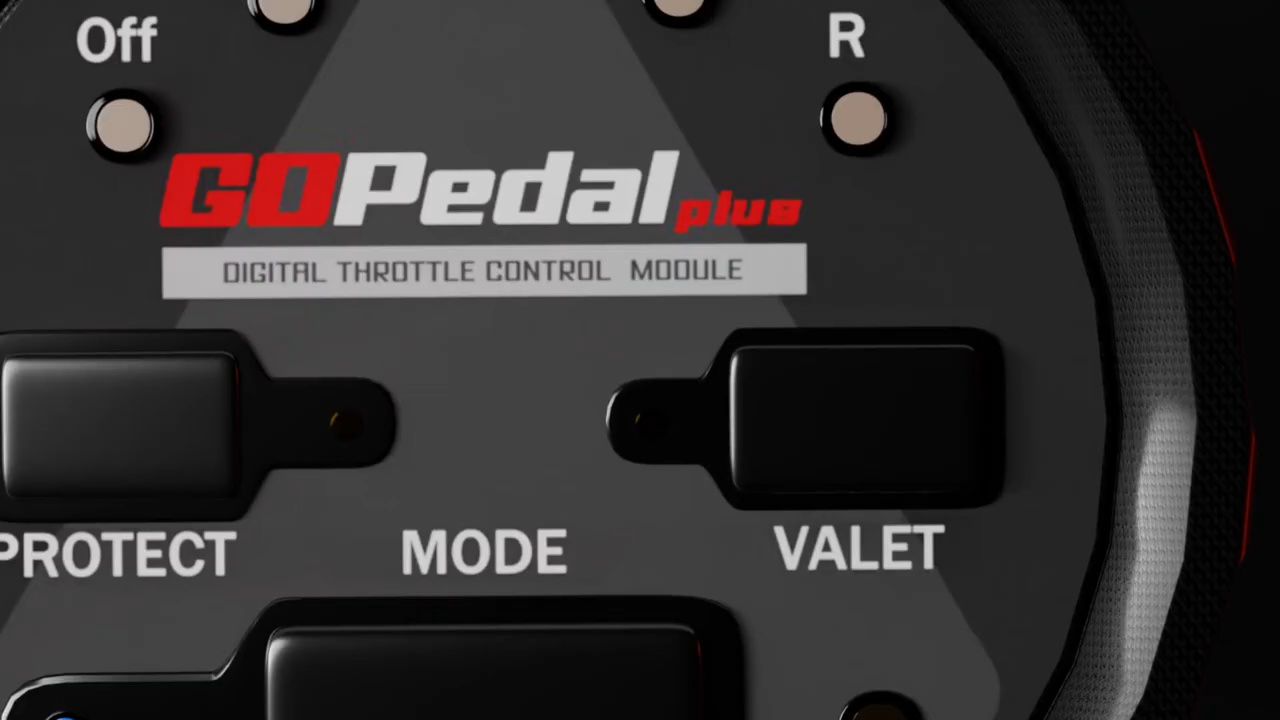 Off
R
GOPedal plus
DIGITAL THROTTLE CONTROL MODULE
PROTECT
MODE
VALET